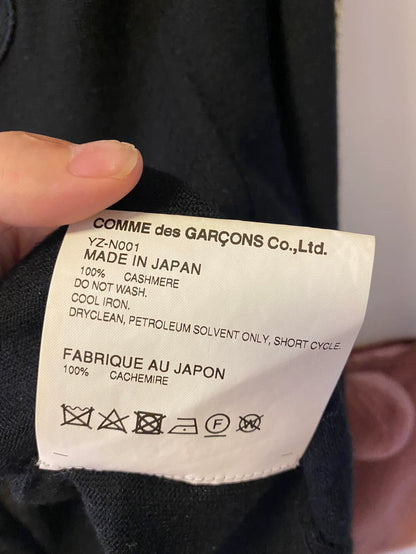 COMME des GARÇONS Co.,Ltd.
YZ-N001
MADE IN JAPAN
100% CASHMERE
DO NOT WASH.
COOL IRON.
DRYCLEAN, PETROLEUM SOLVENT ONLY, SHORT CYCLE.
FABRIQUE AU JAPON
100% CACHEMIRE
F W